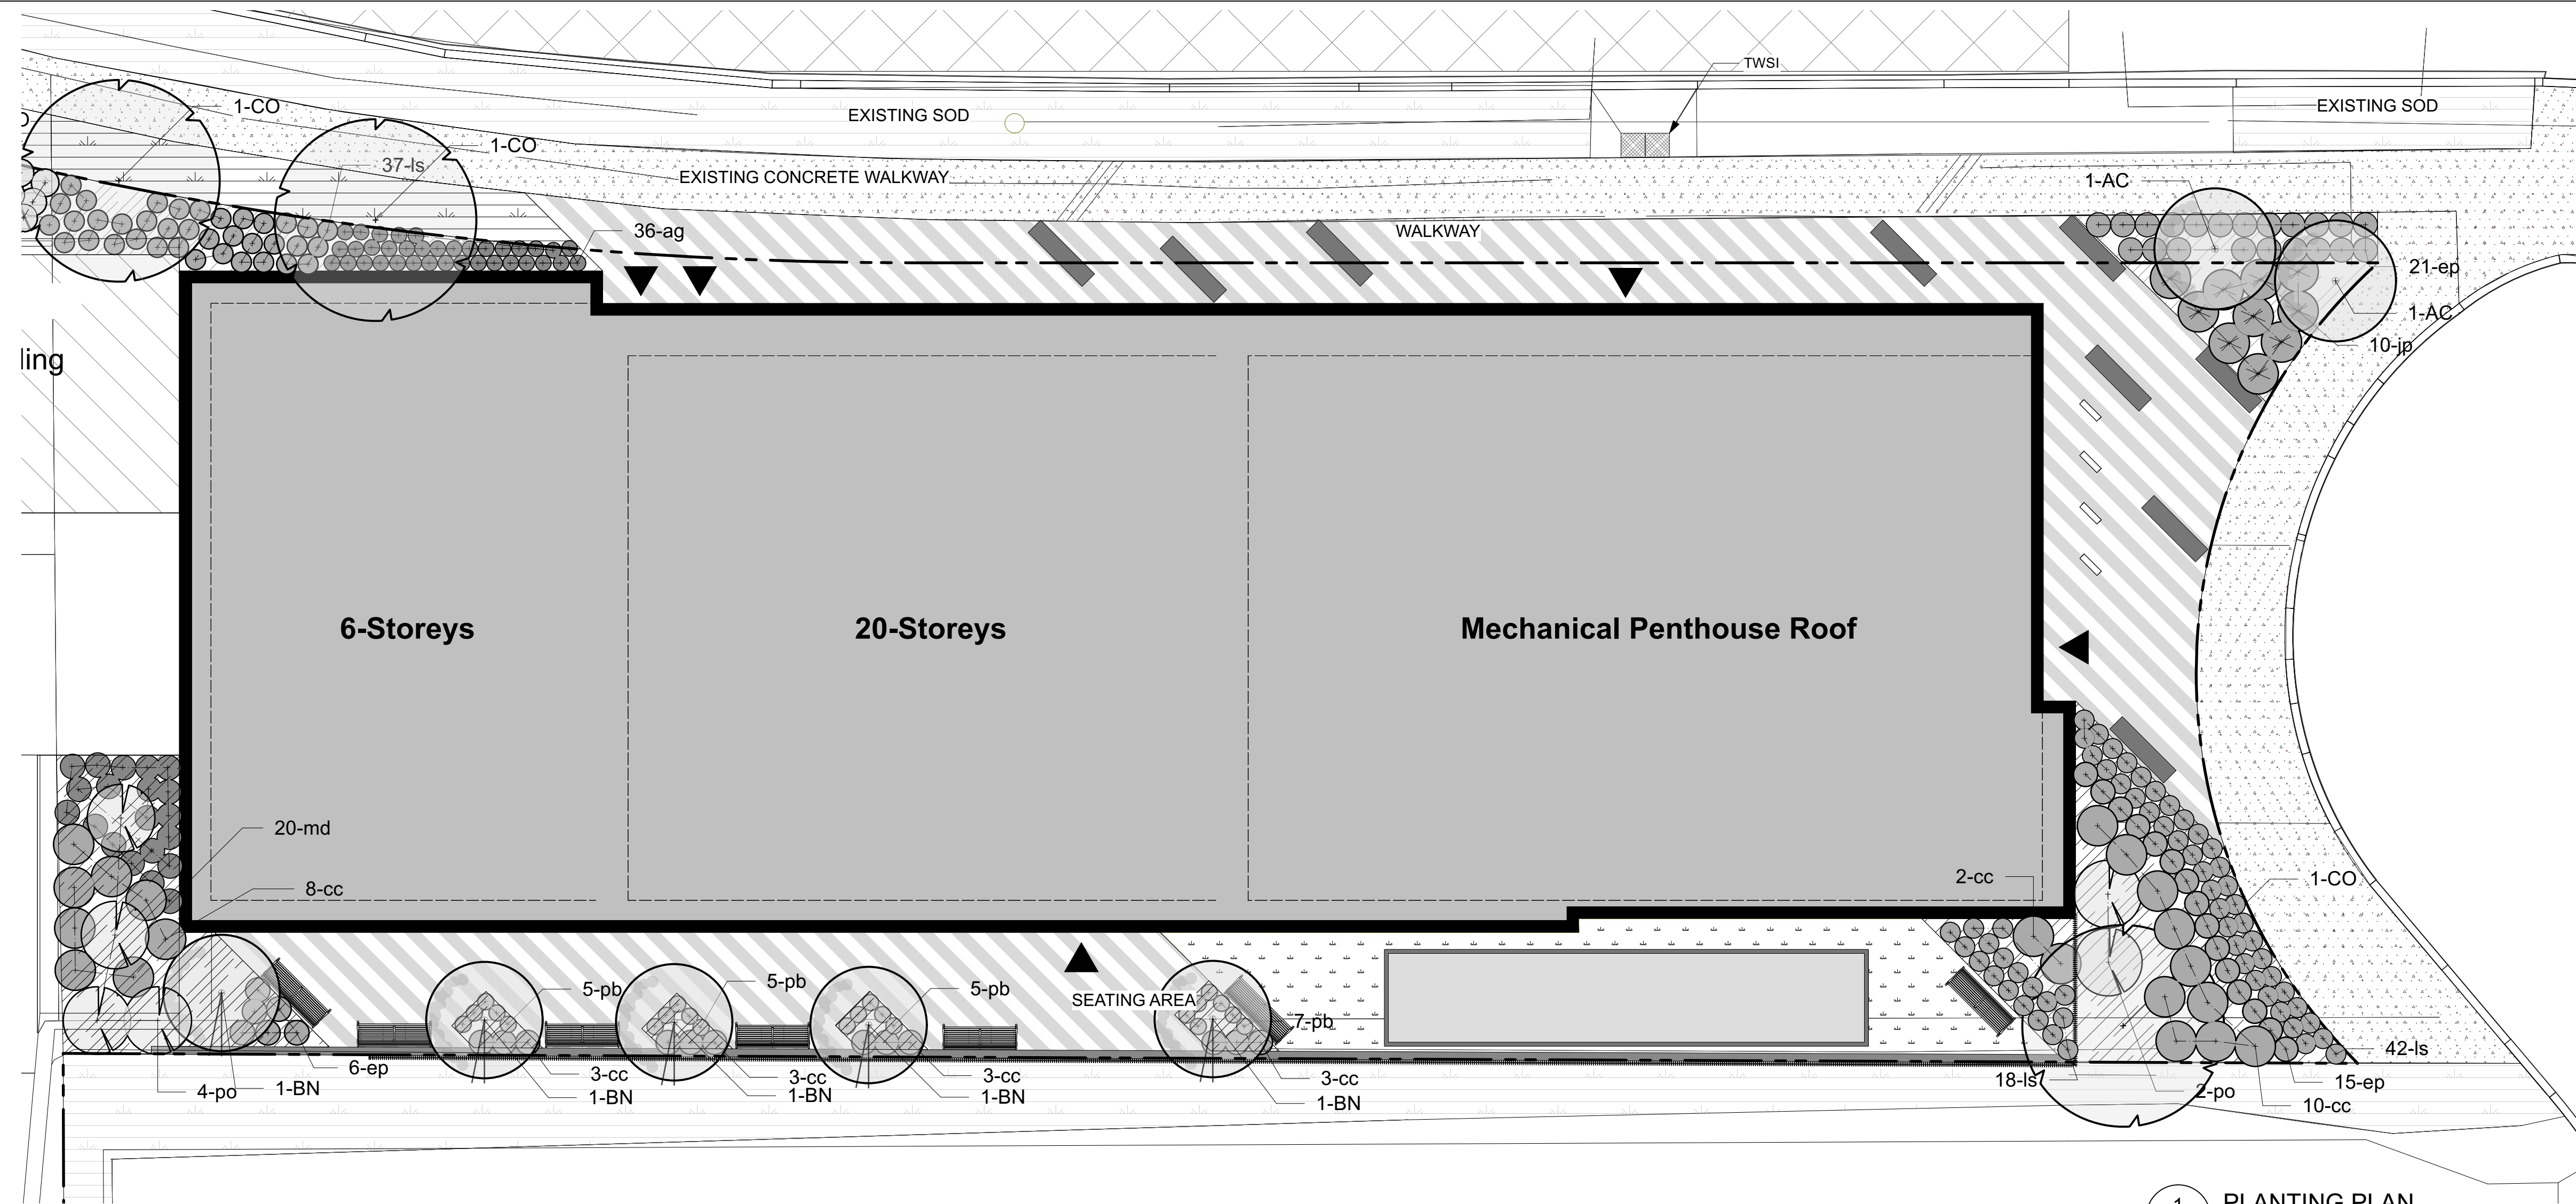 TWSI
1-CO
EXISTING SOD
EXISTING SOD
1-CO
37-ls
EXISTING CONCRETE WALKWAY
1-AC
36-ag
WALKWAY
21-ep
1-AC
10-jp
ling
6-Storeys
20-Storeys
Mechanical Penthouse Roof
20-md
8-cc
2-cc
1-CO
5-pb
5-pb
5-pb
SEATING AREA
7-pb
42-ls
6-ep
3-cc
3-cc
3-cc
3-cc
18-ls
15-ep
4-po
1-BN
1-BN
1-BN
1-BN
1-BN
2-po
10-cc
1
PLANTING PLAN